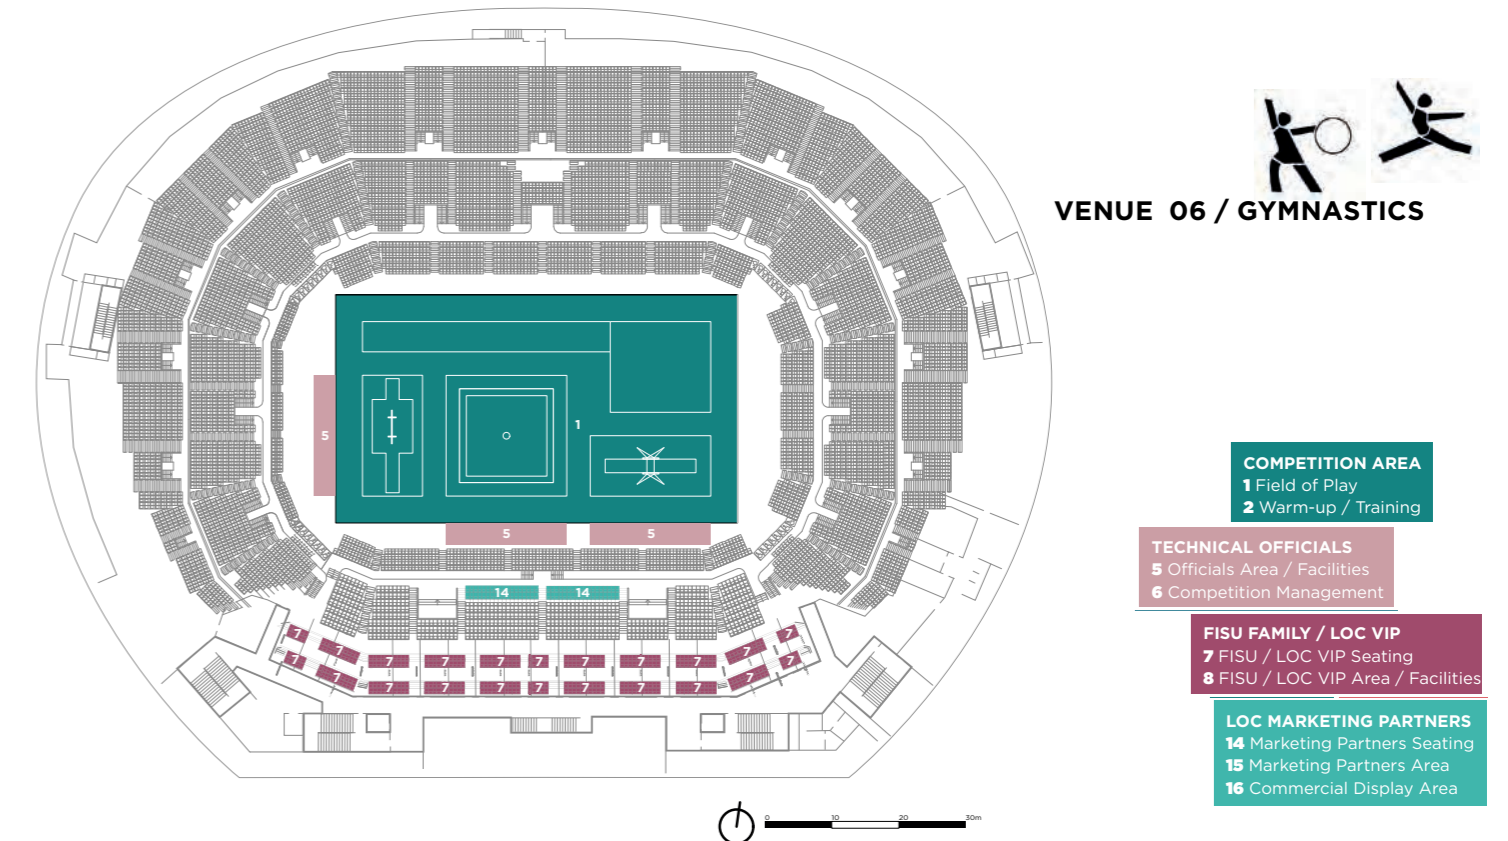 VENUE 06 / GYMNASTICS
1
5
5 5
14 14
7 7 7 7 7 7 7 7 7 7 7
7 7 7 7 7 7 7 7 7 7 7
COMPETITION AREA
1 Field of Play
2 Warm-up / Training
TECHNICAL OFFICIALS
5 Officials Area / Facilities
6 Competition Management
FISU FAMILY / LOC VIP
7 FISU / LOC VIP Seating
8 FISU / LOC VIP Area / Facilities
LOC MARKETING PARTNERS
14 Marketing Partners Seating
15 Marketing Partners Area
16 Commercial Display Area
0 10 20 30m